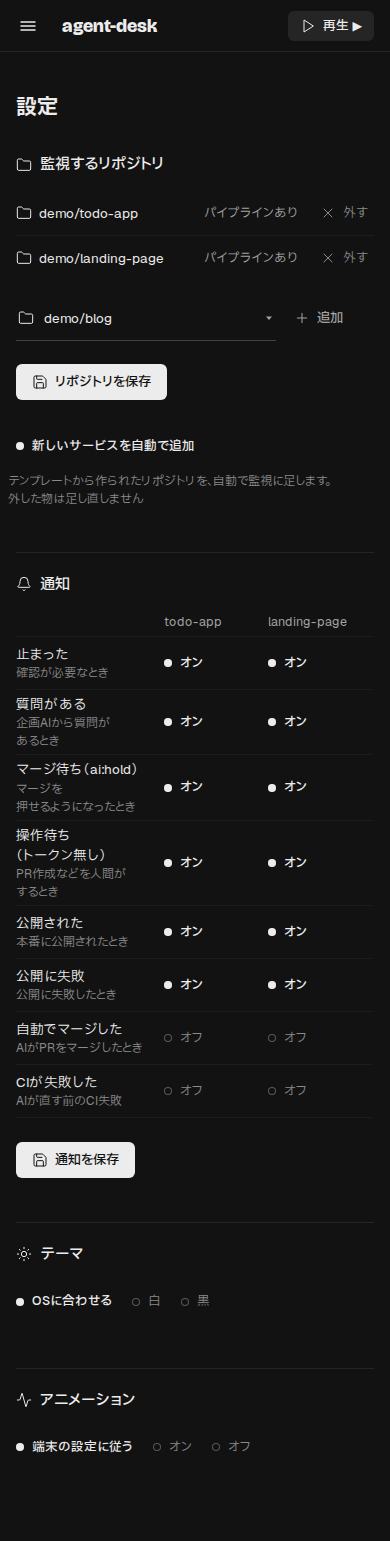 agent-desk
再生 ▶
設定
監視するリポジトリ
demo/todo-app パイプラインあり 外す
demo/landing-page パイプラインあり 外す
demo/blog 追加
リポジトリを保存
新しいサービスを自動で追加
テンプレートから作られたリポジトリを、自動で監視に足します。
外した物は足し直しません
通知
todo-app landing-page
止まった
確認が必要なとき
オン オン
質問がある
企画AIから質問が
あるとき
オン オン
マージ待ち（ai:hold）
マージを
押せるようになったとき
オン オン
操作待ち
（トークン無し）
PR作成などを人間が
するとき
オン オン
公開された
本番に公開されたとき
オン オン
公開に失敗
公開に失敗したとき
オン オン
自動でマージした
AIがPRをマージしたとき
オフ オフ
CIが失敗した
AIが直す前のCI失敗
オフ オフ
通知を保存
テーマ
OSに合わせる 白 黒
アニメーション
端末の設定に従う オン オフ